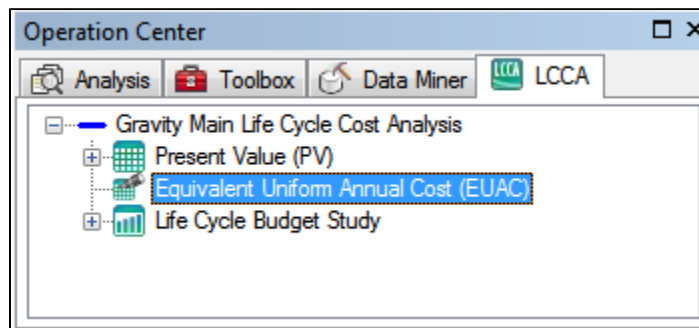 Operation Center
Analysis Toolbox Data Miner LCCA LCCA
Gravity Main Life Cycle Cost Analysis
Present Value (PV)
Equivalent Uniform Annual Cost (EUAC)
Life Cycle Budget Study